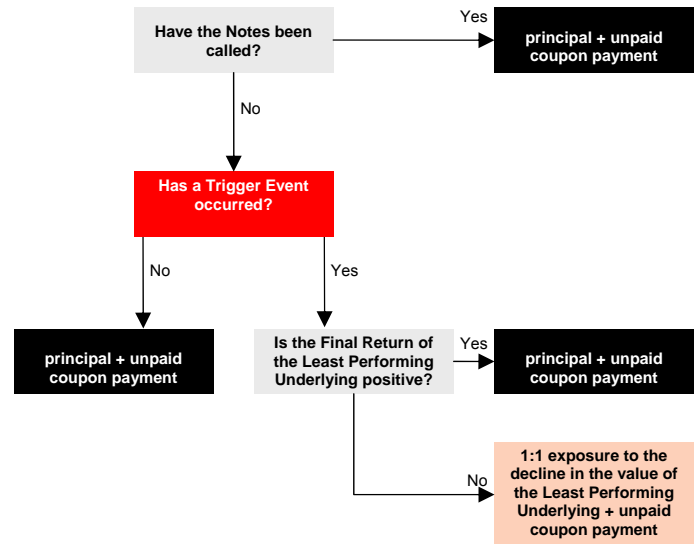 Have the Notes been
called?
Yes
principal + unpaid
coupon payment
No
Has a Trigger Event
occurred?
No
Yes
principal + unpaid
coupon payment
Is the Final Return of
the Least Performing
Underlying positive?
Yes
principal + unpaid
coupon payment
No
1:1 exposure to the
decline in the value of
the Least Performing
Underlying + unpaid
coupon payment